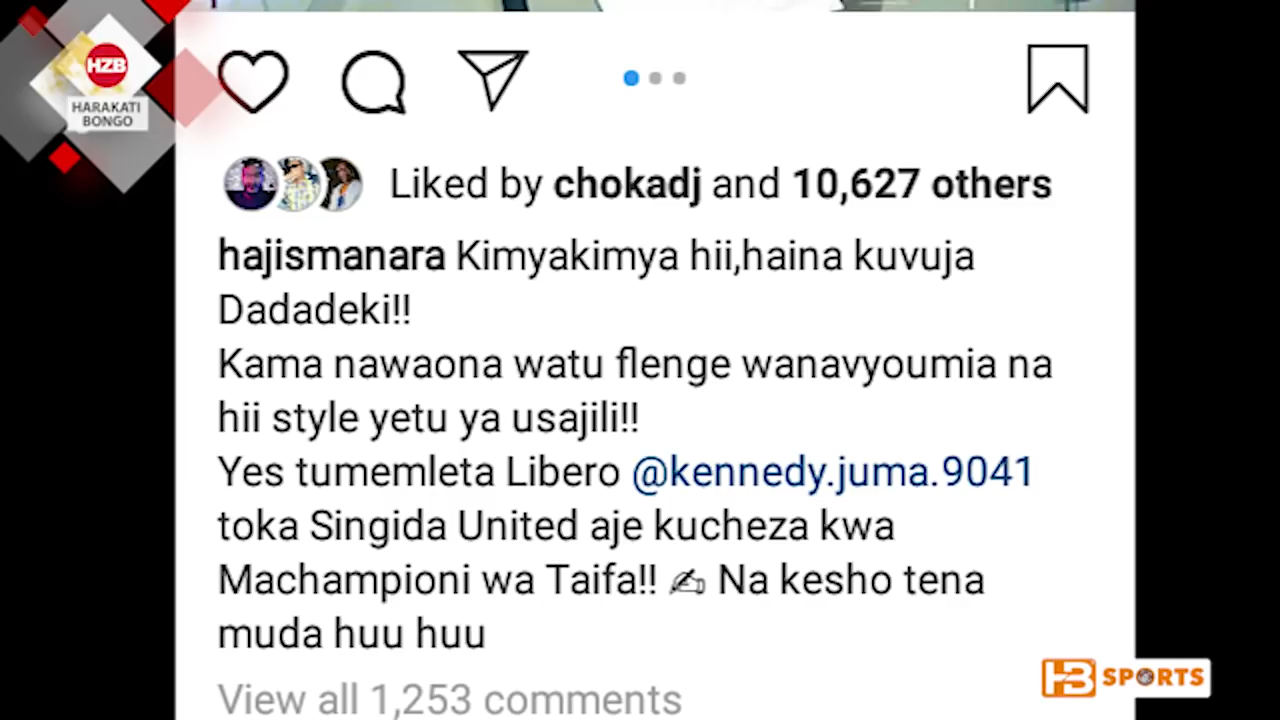 HZB
HARAKATI
BONGO
Liked by chokadj and 10,627 others
hajismanara Kimyakimya hii,haina kuvuja
Dadadeki!!
Kama nawaona watu flenge wanavyoumia na
hii style yetu ya usajili!!
Yes tumemleta Libero @kennedy.juma.9041
toka Singida United aje kucheza kwa
Machampioni wa Taifa!! ✍ Na kesho tena
muda huu huu
View all 1,253 comments
HB SPORTS